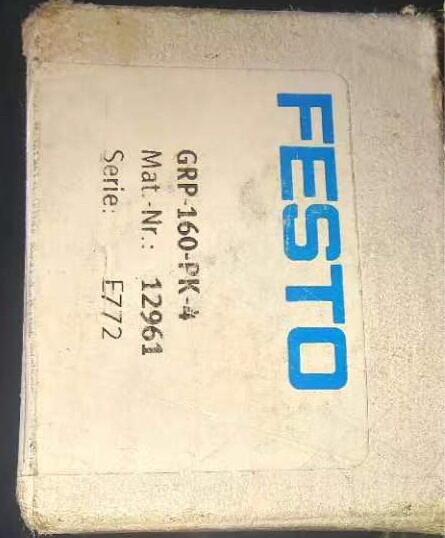 FESTO
GRP-160-PK-4
Mat.-Nr.: 12961
Serie: E772